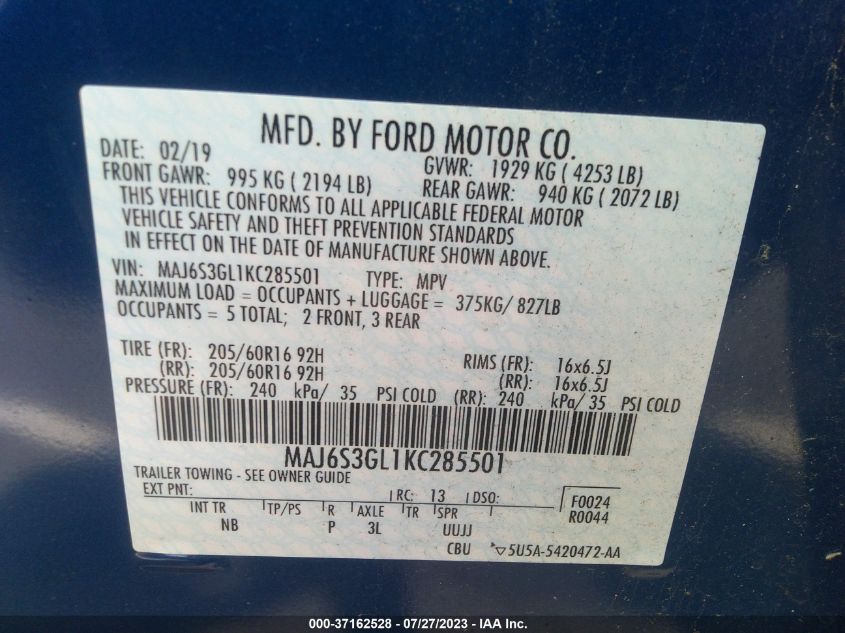 MFD. BY FORD MOTOR CO.
DATE: 02/19 GVWR: 1929 KG ( 4253 LB)
FRONT GAWR: 995 KG ( 2194 LB) REAR GAWR: 940 KG ( 2072 LB)
THIS VEHICLE CONFORMS TO ALL APPLICABLE FEDERAL MOTOR
VEHICLE SAFETY AND THEFT PREVENTION STANDARDS
IN EFFECT ON THE DATE OF MANUFACTURE SHOWN ABOVE.
VIN: MAJ6S3GL1KC285501 TYPE: MPV
MAXIMUM LOAD = OCCUPANTS + LUGGAGE = 375KG/ 827LB
OCCUPANTS = 5 TOTAL; 2 FRONT, 3 REAR
TIRE (FR): 205/60R16 92H RIMS (FR): 16x6.5J
(RR): 205/60R16 92H (RR): 16x6.5J
PRESSURE (FR): 240 kPa/ 35 PSI COLD (RR): 240 kPa/ 35 PSI COLD
MAJ6S3GL1KC285501
TRAILER TOWING - SEE OWNER GUIDE
EXT PNT: RC: 13 DSO: F0024
R0044
INT TR TP/PS R AXLE TR SPR
NB P 3L UUJJ
CBU 5U5A-5420472-AA
000-37162528 - 07/27/2023 - IAA Inc.